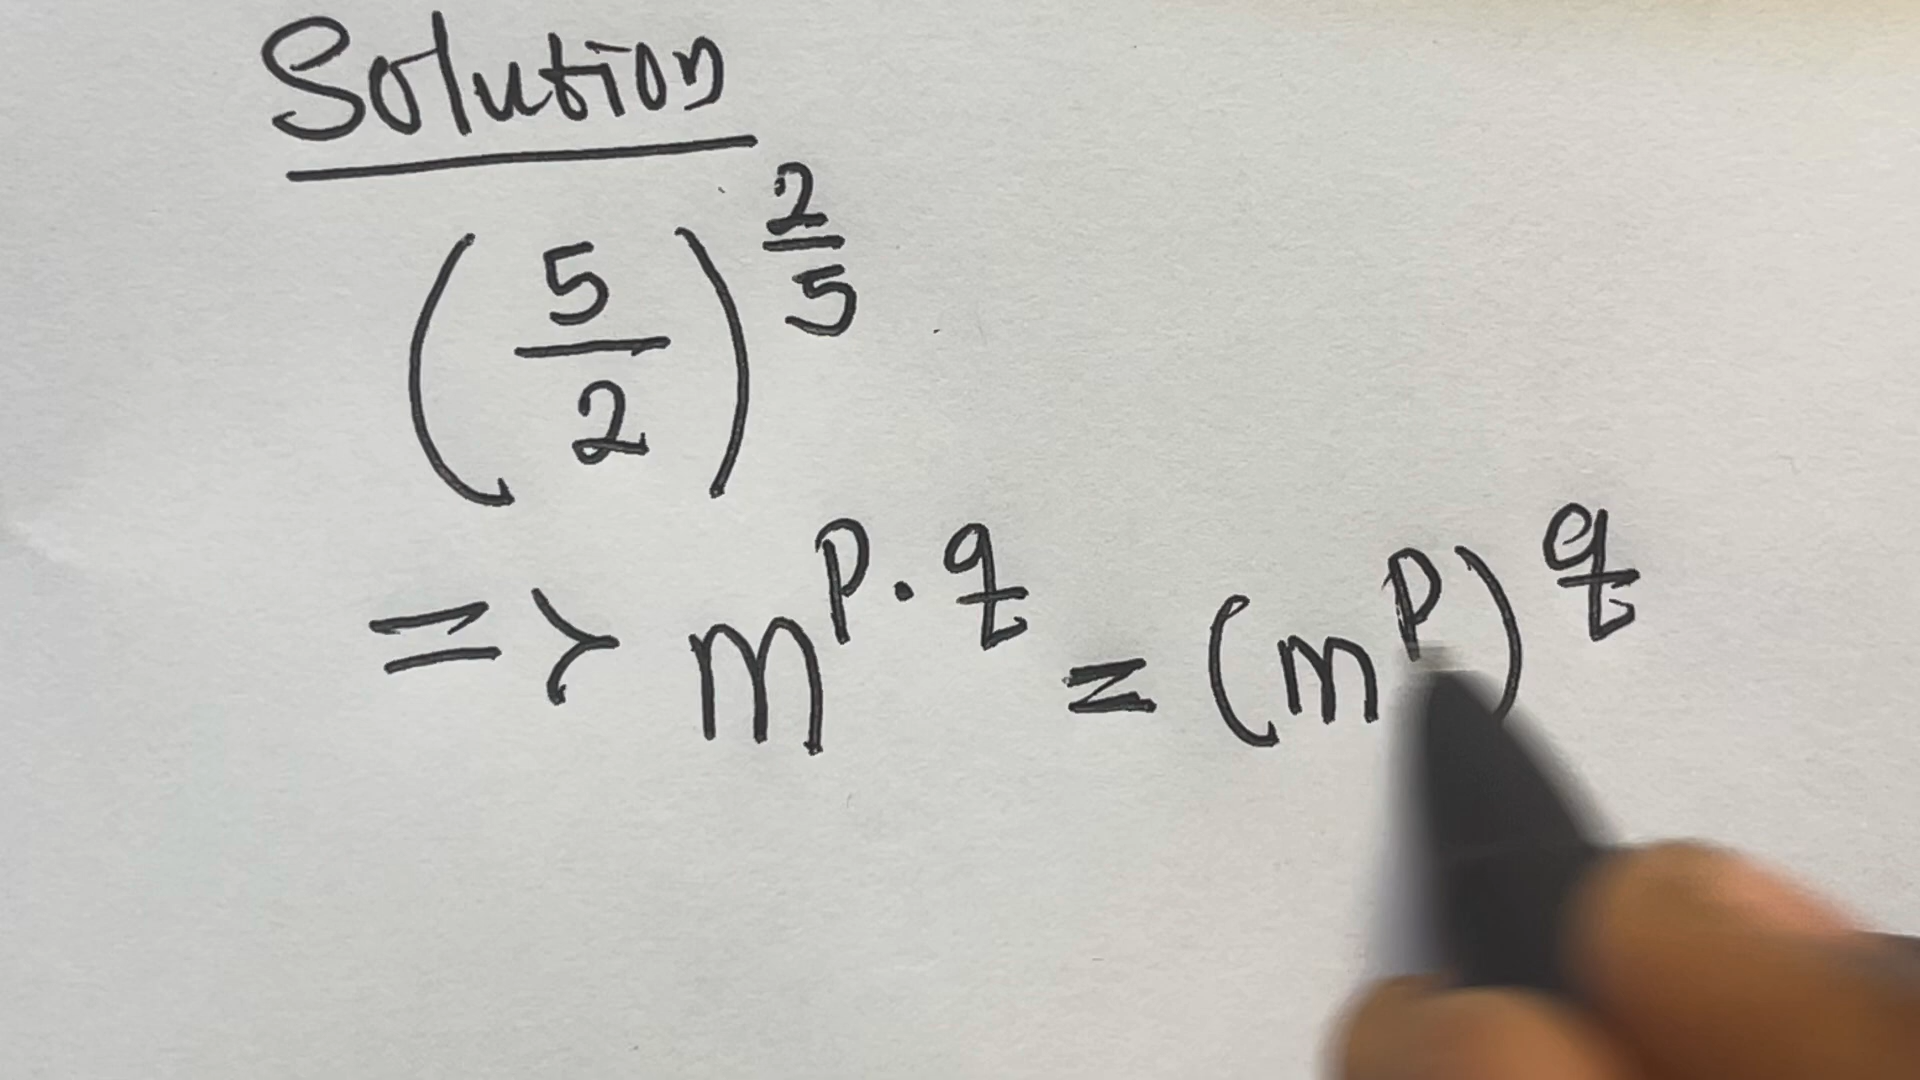 Solution
(5/2)^(2/5)
=> m^(p·q) = (m^p)^q